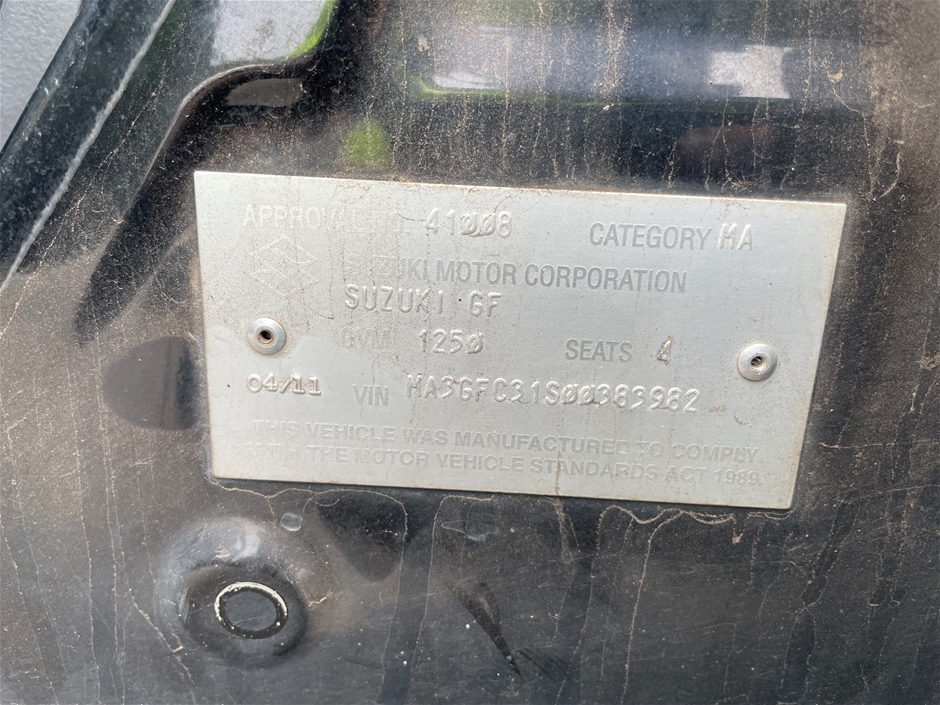 APPROVAL NO. 41008 CATEGORY MA
SUZUKI MOTOR CORPORATION
SUZUKI GF
GVM 1250 SEATS 4
04/11 VIN MA3GFC31S00383982
THIS VEHICLE WAS MANUFACTURED TO COMPLY
WITH THE MOTOR VEHICLE STANDARDS ACT 1989.